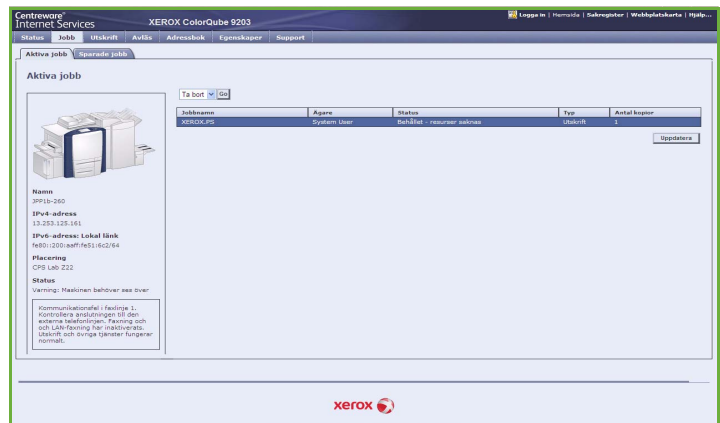 Centreware®
Internet Services
XEROX ColorQube 9203
Logga in | Hemsida | Sakregister | Webbplatskarta | Hjälp...
Status Jobb Utskrift Avläs Adressbok Egenskaper Support
Aktiva jobb Sparade jobb
Aktiva jobb
Ta bort Go
Jobbnamn Ägare Status Typ Antal kopior
XEROX.PS System User Behållet - resurser saknas Utskrift 1
Uppdatera
Namn
JPP1b-260
IPv4-adress
13.253.125.161
IPv6-adress: Lokal länk
fe80::200:aaff:fe51:6c2/64
Placering
CPS Lab Z22
Status
Varning: Maskinen behöver ses över
Kommunikationsfel i faxlinje 1.
Kontrollera anslutningen till den
externa telefonlinjen. Faxning och
och LAN-faxning har inaktiverats.
Utskrift och övriga tjänster fungerar
normalt.
xerox